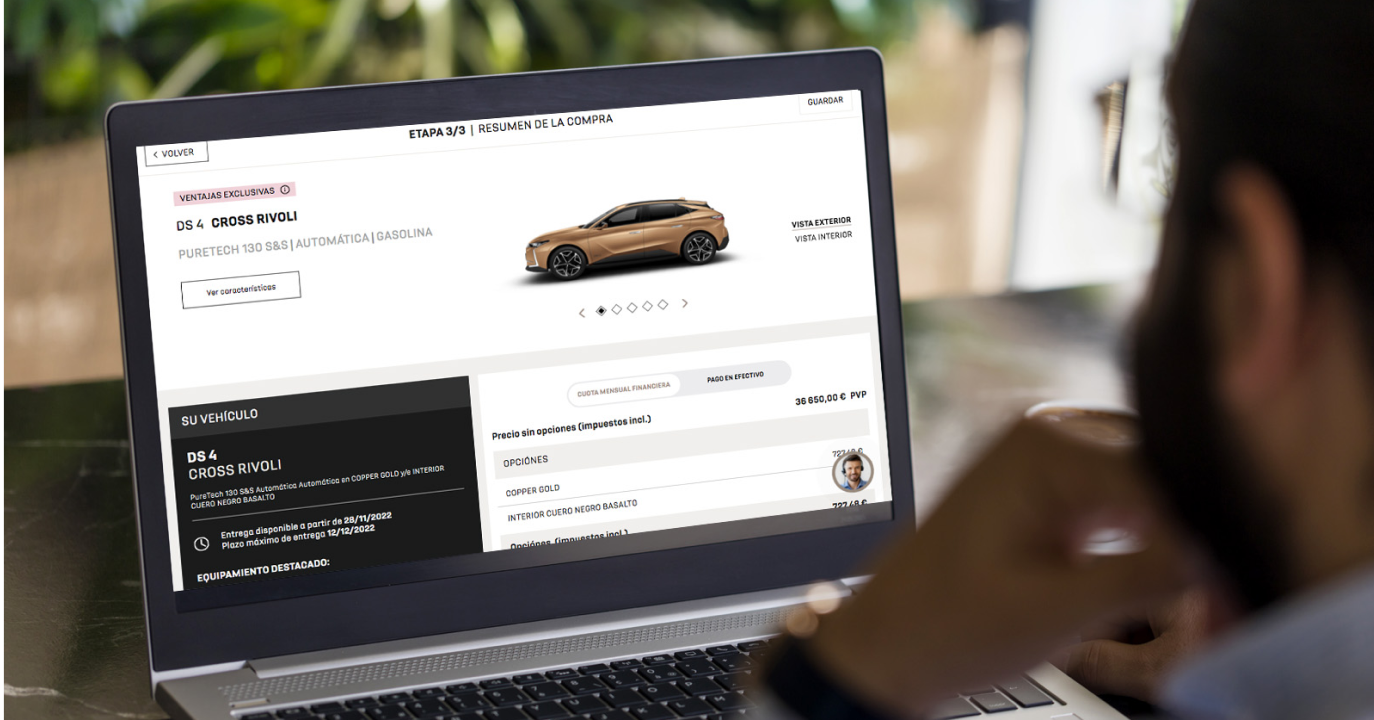 < VOLVER
ETAPA 3/3 | RESUMEN DE LA COMPRA
GUARDAR
VENTAJAS EXCLUSIVAS
DS 4 CROSS RIVOLI
PURETECH 130 S&S | AUTOMÁTICA | GASOLINA
Ver características
VISTA EXTERIOR
VISTA INTERIOR
SU VEHÍCULO
DS 4
CROSS RIVOLI
PureTech 130 S&S Automática Automática en COPPER GOLD y/e INTERIOR
CUERO NEGRO BASALTO
Entrega disponible a partir de 28/11/2022
Plazo máximo de entrega 12/12/2022
EQUIPAMIENTO DESTACADO:
CUOTA MENSUAL FINANCIERA
PAGO EN EFECTIVO
Precio sin opciones (impuestos incl.)
36 650,00 € PVP
OPCIÓNES
COPPER GOLD
INTERIOR CUERO NEGRO BASALTO
Opciónes (impuestos incl.)
727,48 €